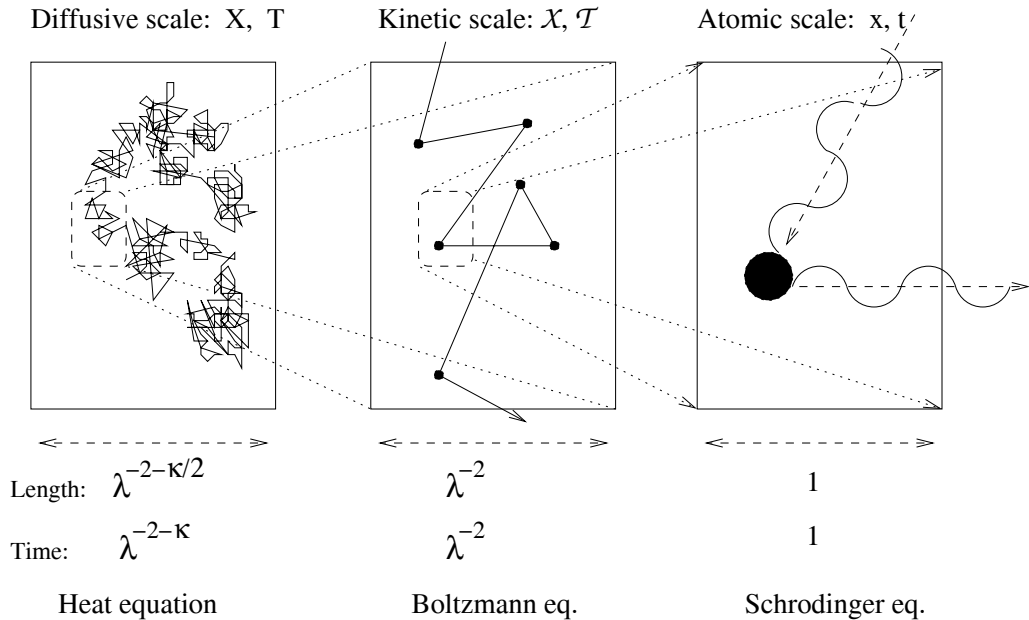 Diffusive scale: X, T Kinetic scale: 𝒳, 𝒯 Atomic scale: x, t
Length: λ^{-2-κ/2} λ^{-2} 1
Time: λ^{-2-κ} λ^{-2} 1
Heat equation Boltzmann eq. Schrodinger eq.